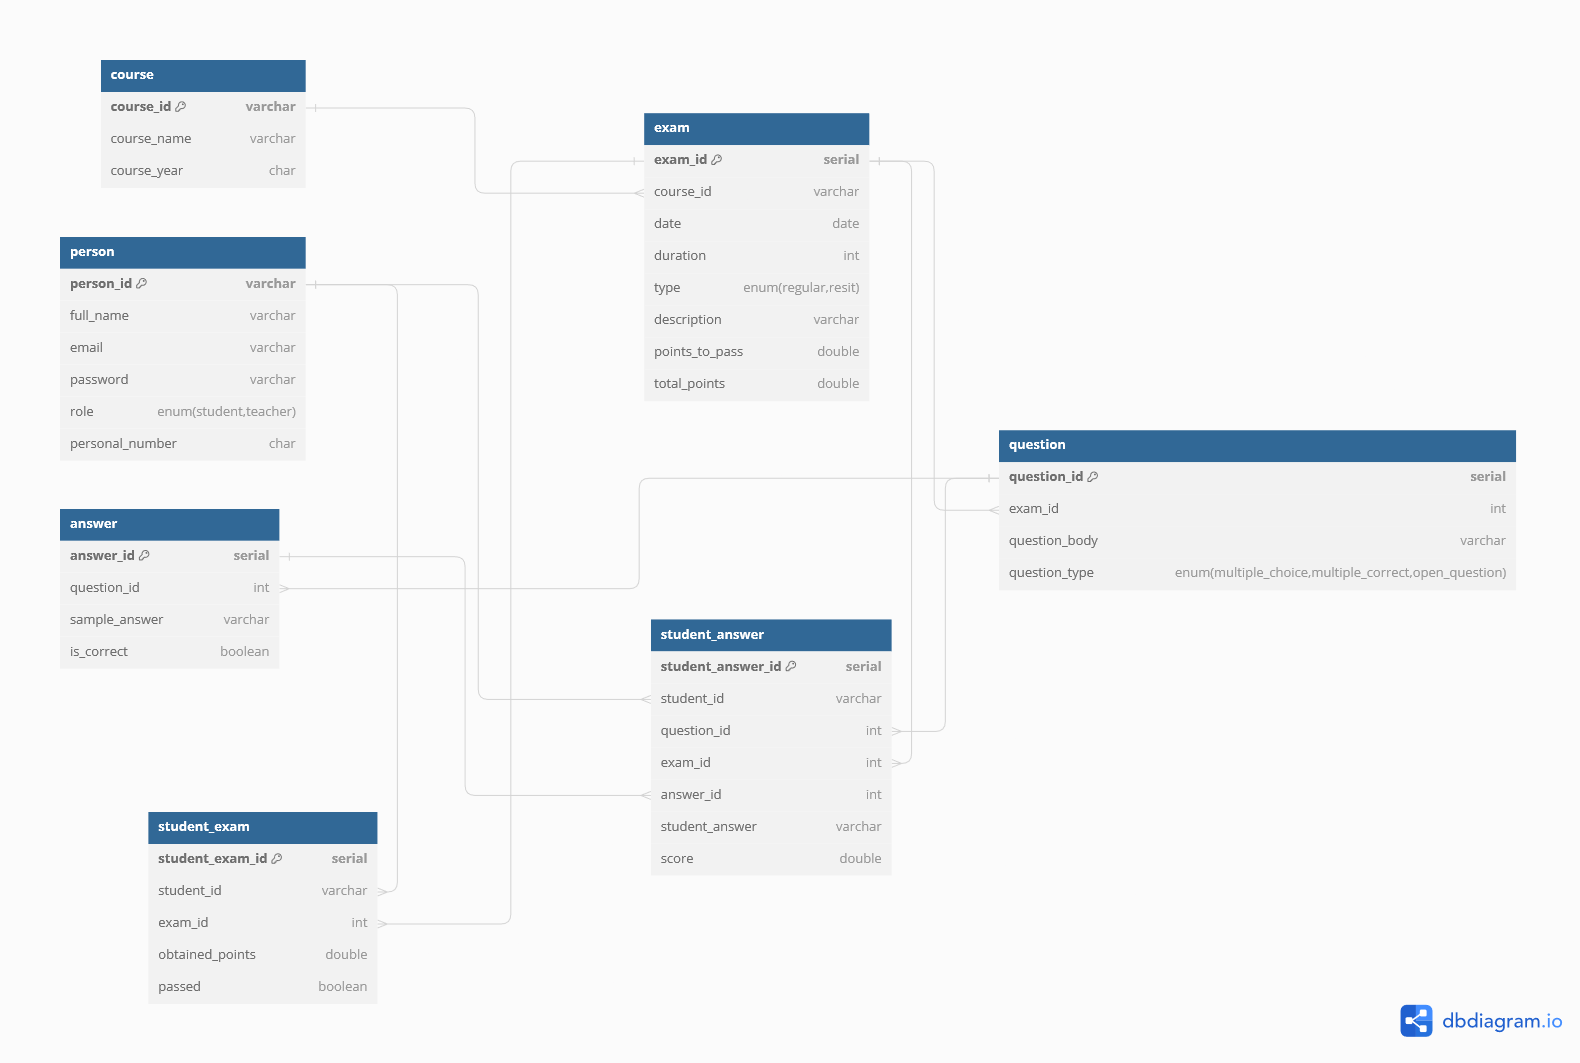 course
course_id varchar
course_name varchar
course_year char
person
person_id varchar
full_name varchar
email varchar
password varchar
role enum(student,teacher)
personal_number char
answer
answer_id serial
question_id int
sample_answer varchar
is_correct boolean
student_exam
student_exam_id serial
student_id varchar
exam_id int
obtained_points double
passed boolean
exam
exam_id serial
course_id varchar
date date
duration int
type enum(regular,resit)
description varchar
points_to_pass double
total_points double
student_answer
student_answer_id serial
student_id varchar
question_id int
exam_id int
answer_id int
student_answer varchar
score double
question
question_id serial
exam_id int
question_body varchar
question_type enum(multiple_choice,multiple_correct,open_question)
dbdiagram.io